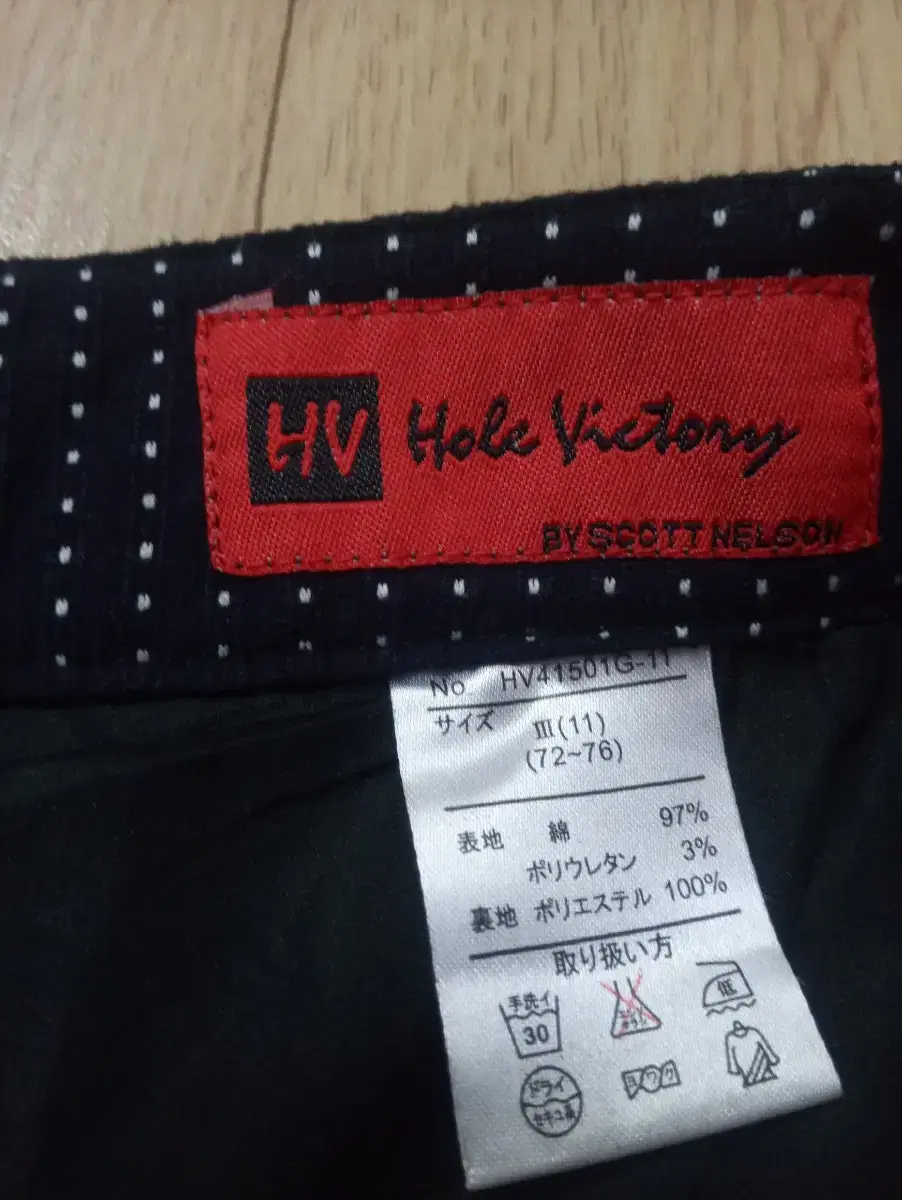 HV Hole Victory
BY SCOTT NELSON
No HV41501G-11
サイズ Ⅲ(11)
(72~76)
表地 綿 97%
ポリウレタン 3%
裏地 ポリエステル 100%
取り扱い方
手洗イ
30
低
ドライ
セキユ系